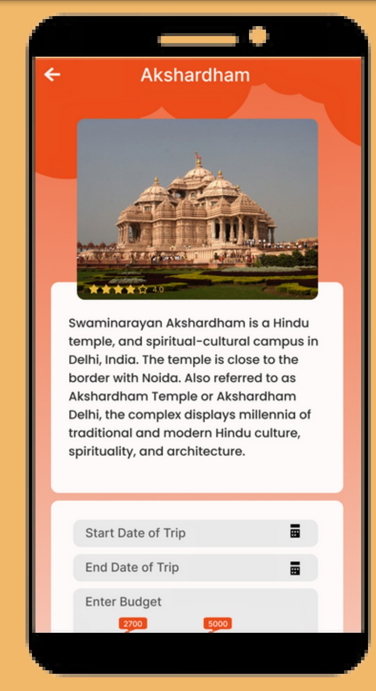 Akshardham
4.0
Swaminarayan Akshardham is a Hindu
temple, and spiritual-cultural campus in
Delhi, India. The temple is close to the
border with Noida. Also referred to as
Akshardham Temple or Akshardham
Delhi, the complex displays millennia of
traditional and modern Hindu culture,
spirituality, and architecture.
Start Date of Trip
End Date of Trip
Enter Budget
2700 5000